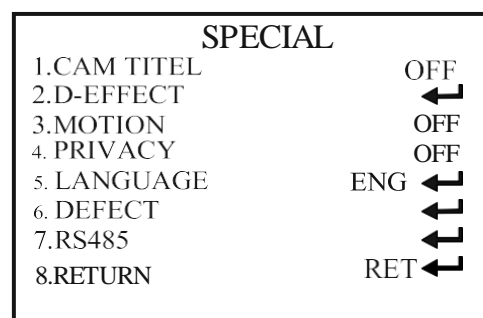 SPECIAL
1.CAM TITEL OFF
2.D-EFFECT ↵
3.MOTION OFF
4. PRIVACY OFF
5. LANGUAGE ENG ↵
6. DEFECT ↵
7.RS485 ↵
8.RETURN RET ↵